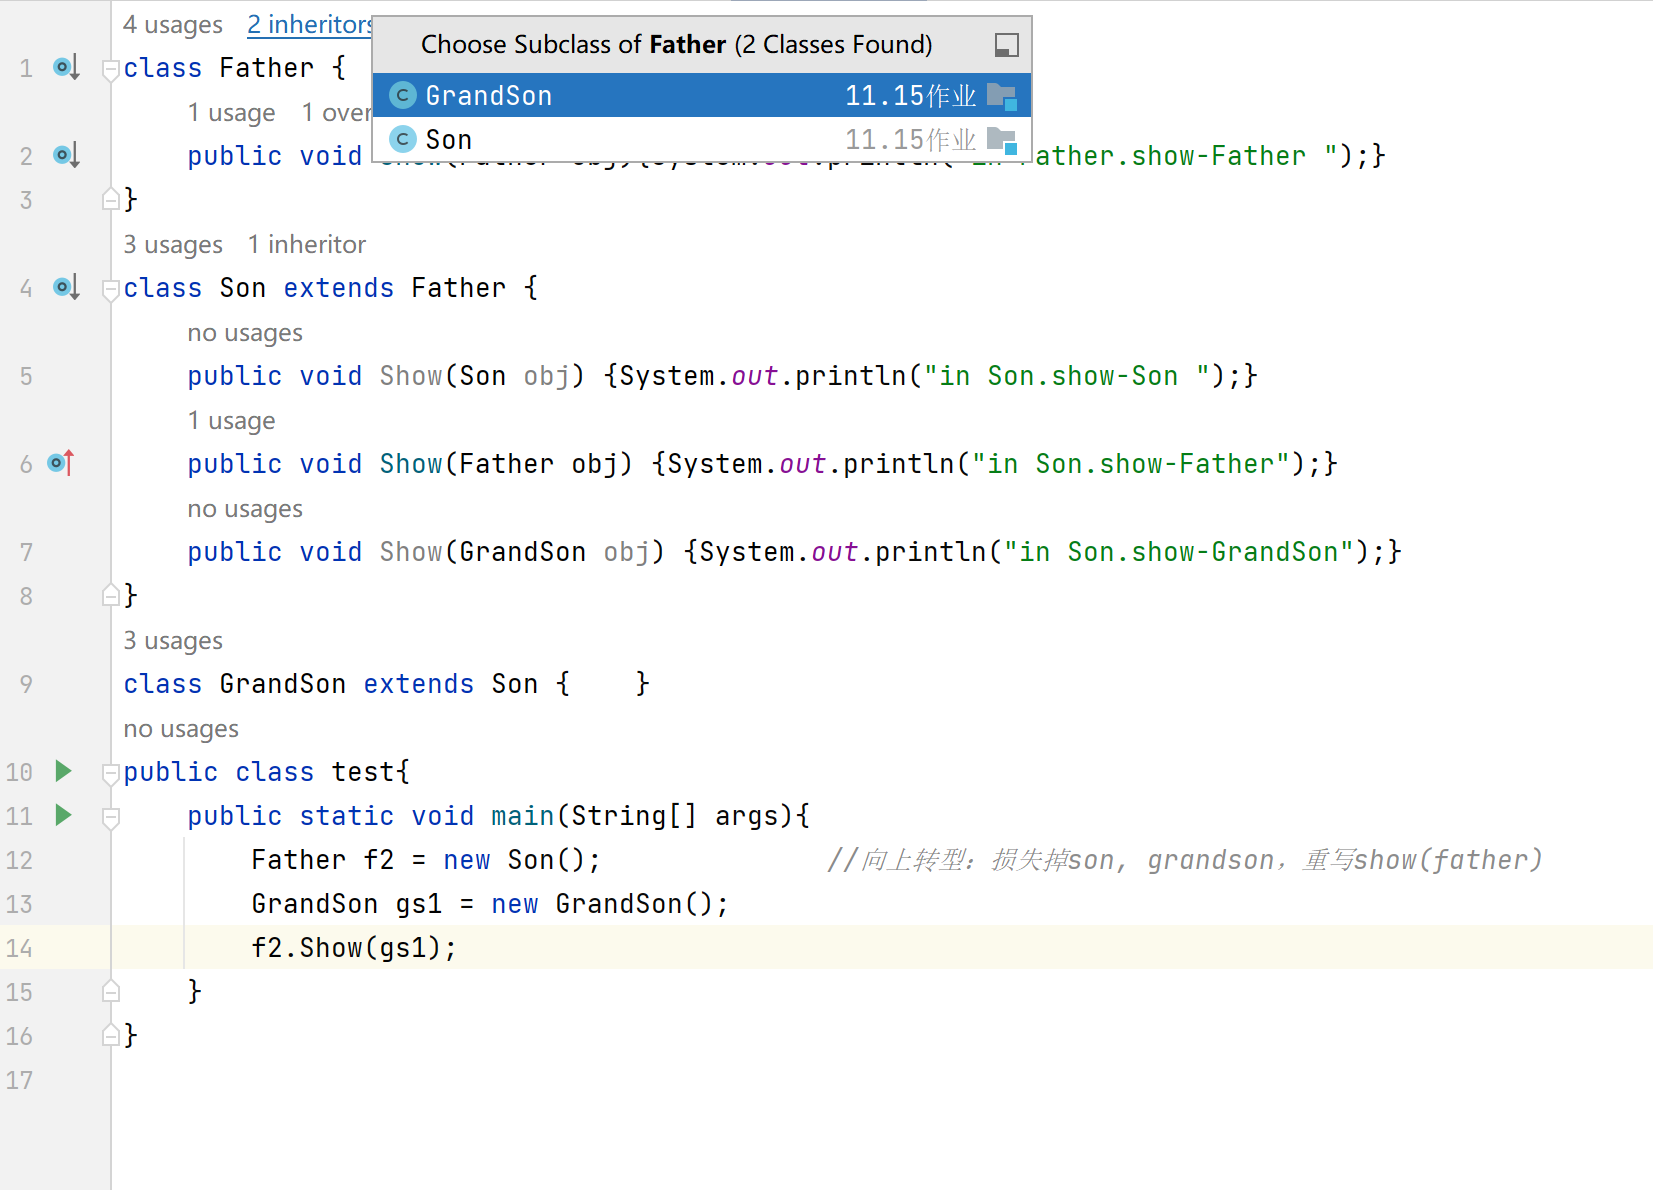 4 usages 2 inheritors
Choose Subclass of Father (2 Classes Found)
GrandSon 11.15作业
Son 11.15作业
1 class Father {
1 usage 1 over
2 public void println( Father.show-Father ");}
3 }
3 usages 1 inheritor
4 class Son extends Father {
no usages
5 public void Show(Son obj) {System.out.println("in Son.show-Son ");}
1 usage
6 public void Show(Father obj) {System.out.println("in Son.show-Father");}
no usages
7 public void Show(GrandSon obj) {System.out.println("in Son.show-GrandSon");}
8 }
3 usages
9 class GrandSon extends Son { }
no usages
10 public class test{
11 public static void main(String[] args){
12 Father f2 = new Son(); //向上转型：损失掉son, grandson，重写show(father)
13 GrandSon gs1 = new GrandSon();
14 f2.Show(gs1);
15 }
16 }
17